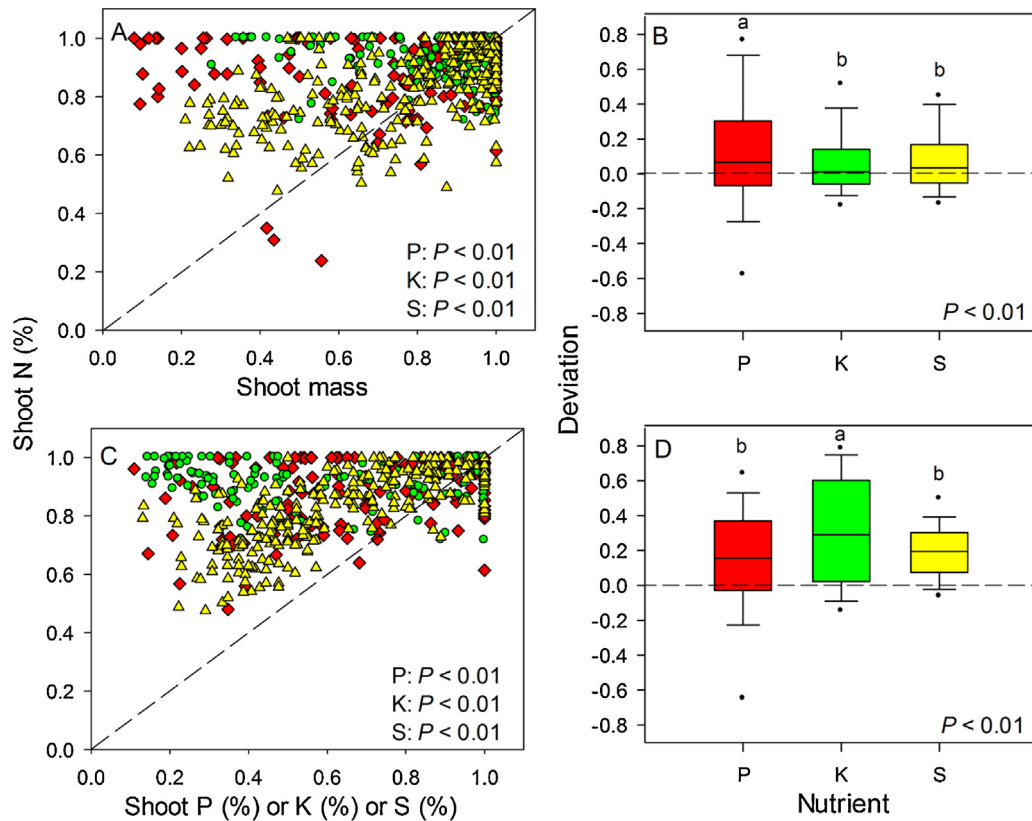 A
1.0
0.8
0.6
0.4
0.2
0.0
P: P < 0.01
K: P < 0.01
S: P < 0.01
0.0 0.2 0.4 0.6 0.8 1.0
Shoot mass
B
0.8
0.6
0.4
0.2
0.0
-0.2
-0.4
-0.6
-0.8
a b b
P < 0.01
P K S
Shoot N (%)
Deviation
C
1.0
0.8
0.6
0.4
0.2
0.0
P: P < 0.01
K: P < 0.01
S: P < 0.01
0.0 0.2 0.4 0.6 0.8 1.0
Shoot P (%) or K (%) or S (%)
D
0.8
0.6
0.4
0.2
0.0
-0.2
-0.4
-0.6
-0.8
b a b
P < 0.01
P K S
Nutrient